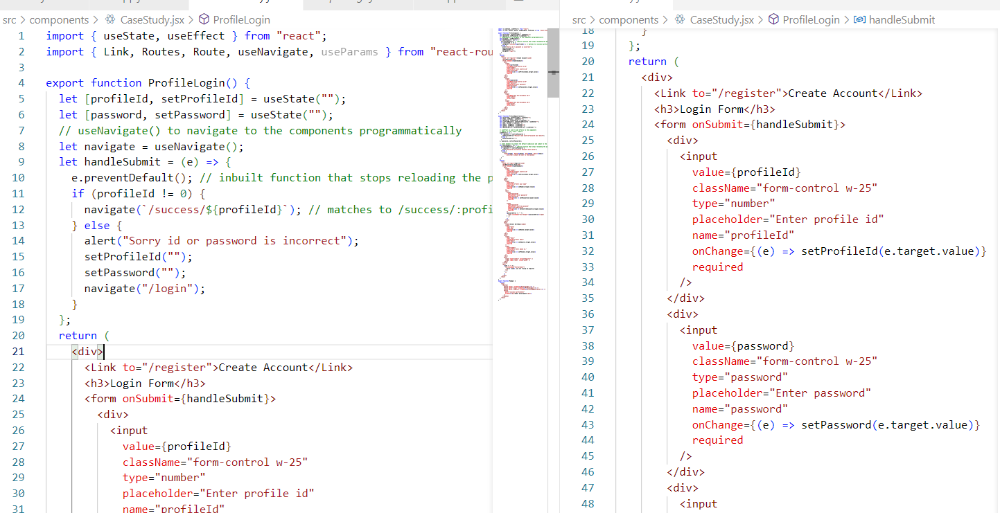 src > components > CaseStudy.jsx > ProfileLogin
1 import { useState, useEffect } from "react";
2 import { Link, Routes, Route, useNavigate, useParams } from "react-rou
3
4 export function ProfileLogin() {
5 let [profileId, setProfileId] = useState("");
6 let [password, setPassword] = useState("");
7 // useNavigate() to navigate to the components programmatically
8 let navigate = useNavigate();
9 let handleSubmit = (e) => {
10 e.preventDefault(); // inbuilt function that stops reloading the p
11 if (profileId != 0) {
12 navigate(`/success/${profileId}`); // matches to /success/:profi
13 } else {
14 alert("Sorry id or password is incorrect");
15 setProfileId("");
16 setPassword("");
17 navigate("/login");
18 }
19 };
20 return (
21 <div>
22 <Link to="/register">Create Account</Link>
23 <h3>Login Form</h3>
24 <form onSubmit={handleSubmit}>
25 <div>
26 <input
27 value={profileId}
28 className="form-control w-25"
29 type="number"
30 placeholder="Enter profile id"
31 name="profileId"
src > components > CaseStudy.jsx > ProfileLogin > handleSubmit
18 }
19 };
20 return (
21 <div>
22 <Link to="/register">Create Account</Link>
23 <h3>Login Form</h3>
24 <form onSubmit={handleSubmit}>
25 <div>
26 <input
27 value={profileId}
28 className="form-control w-25"
29 type="number"
30 placeholder="Enter profile id"
31 name="profileId"
32 onChange={(e) => setProfileId(e.target.value)}
33 required
34 />
35 </div>
36 <div>
37 <input
38 value={password}
39 className="form-control w-25"
40 type="password"
41 placeholder="Enter password"
42 name="password"
43 onChange={(e) => setPassword(e.target.value)}
44 required
45 />
46 </div>
47 <div>
48 <input